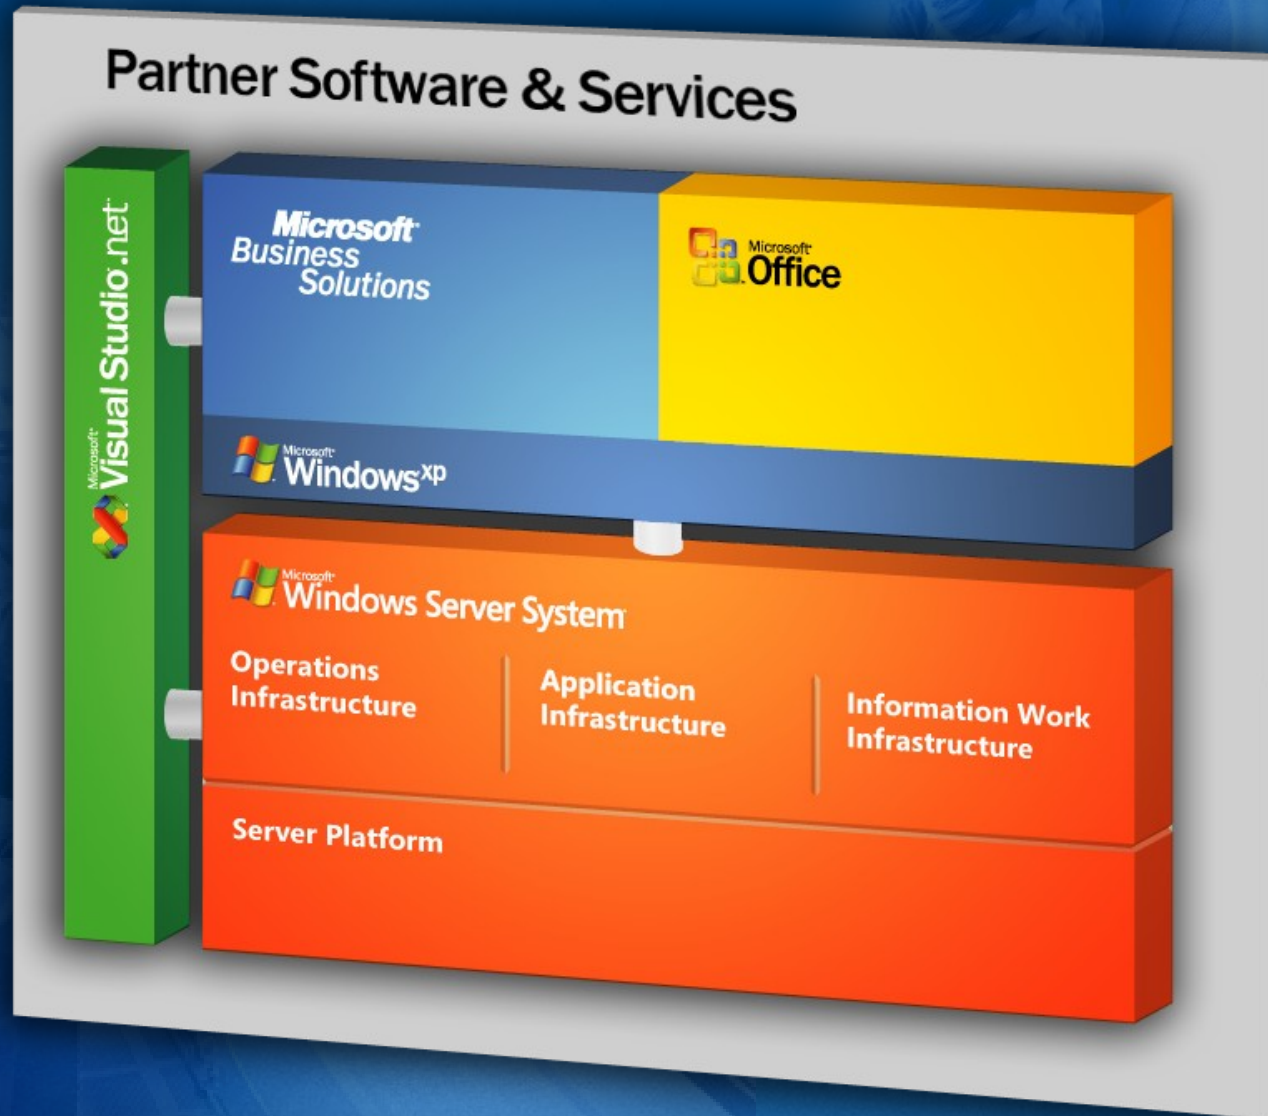 Partner Software & Services
Microsoft
Visual Studio.net
Microsoft
Business
Solutions
Microsoft
Office
Microsoft
Windows xp
Microsoft
Windows Server System
Operations
Infrastructure
Application
Infrastructure
Information Work
Infrastructure
Server Platform